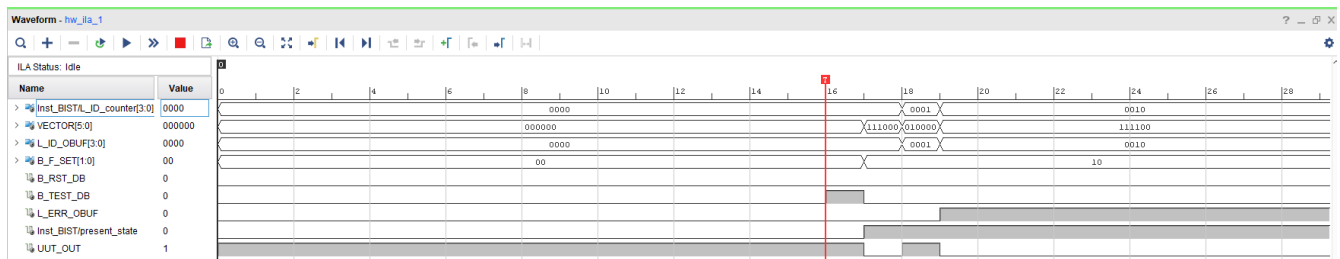 Waveform - hw_ila_1
ILA Status: Idle
0
Name Value
T
0 2 4 6 8 10 12 14 16 18 20 22 24 26 28
Inst_BIST/L_ID_counter[3:0] 0000 0000 0001 0010
VECTOR[5:0] 000000 000000 111000 010000 111100
L_ID_OBUF[3:0] 0000 0000 0001 0010
B_F_SET[1:0] 00 00 10
B_RST_DB 0
B_TEST_DB 0
L_ERR_OBUF 0
Inst_BIST/present_state 0
UUT_OUT 1